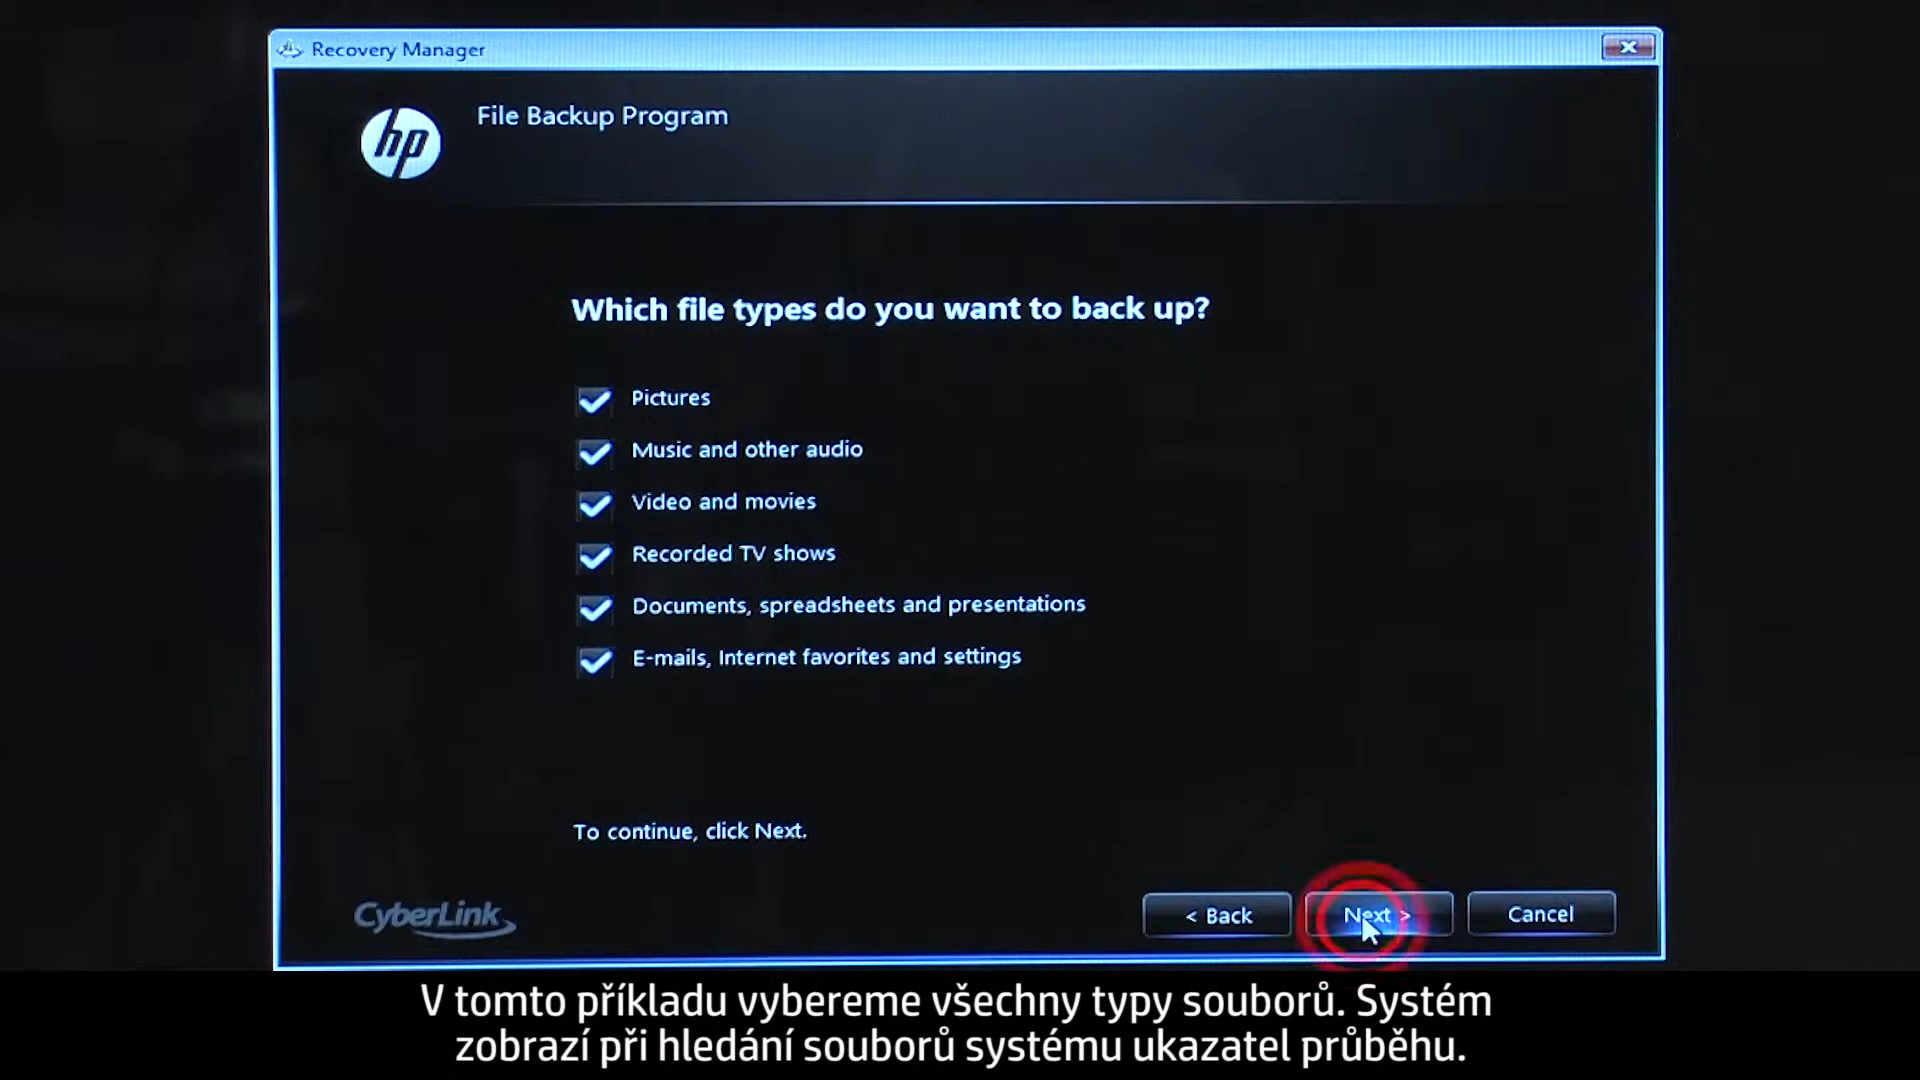 Recovery Manager
hp
File Backup Program
Which file types do you want to back up?
Pictures
Music and other audio
Video and movies
Recorded TV shows
Documents, spreadsheets and presentations
E-mails, Internet favorites and settings
To continue, click Next.
CyberLink
< Back
Next >
Cancel
V tomto příkladu vybereme všechny typy souborů. Systém
zobrazí při hledání souborů systému ukazatel průběhu.